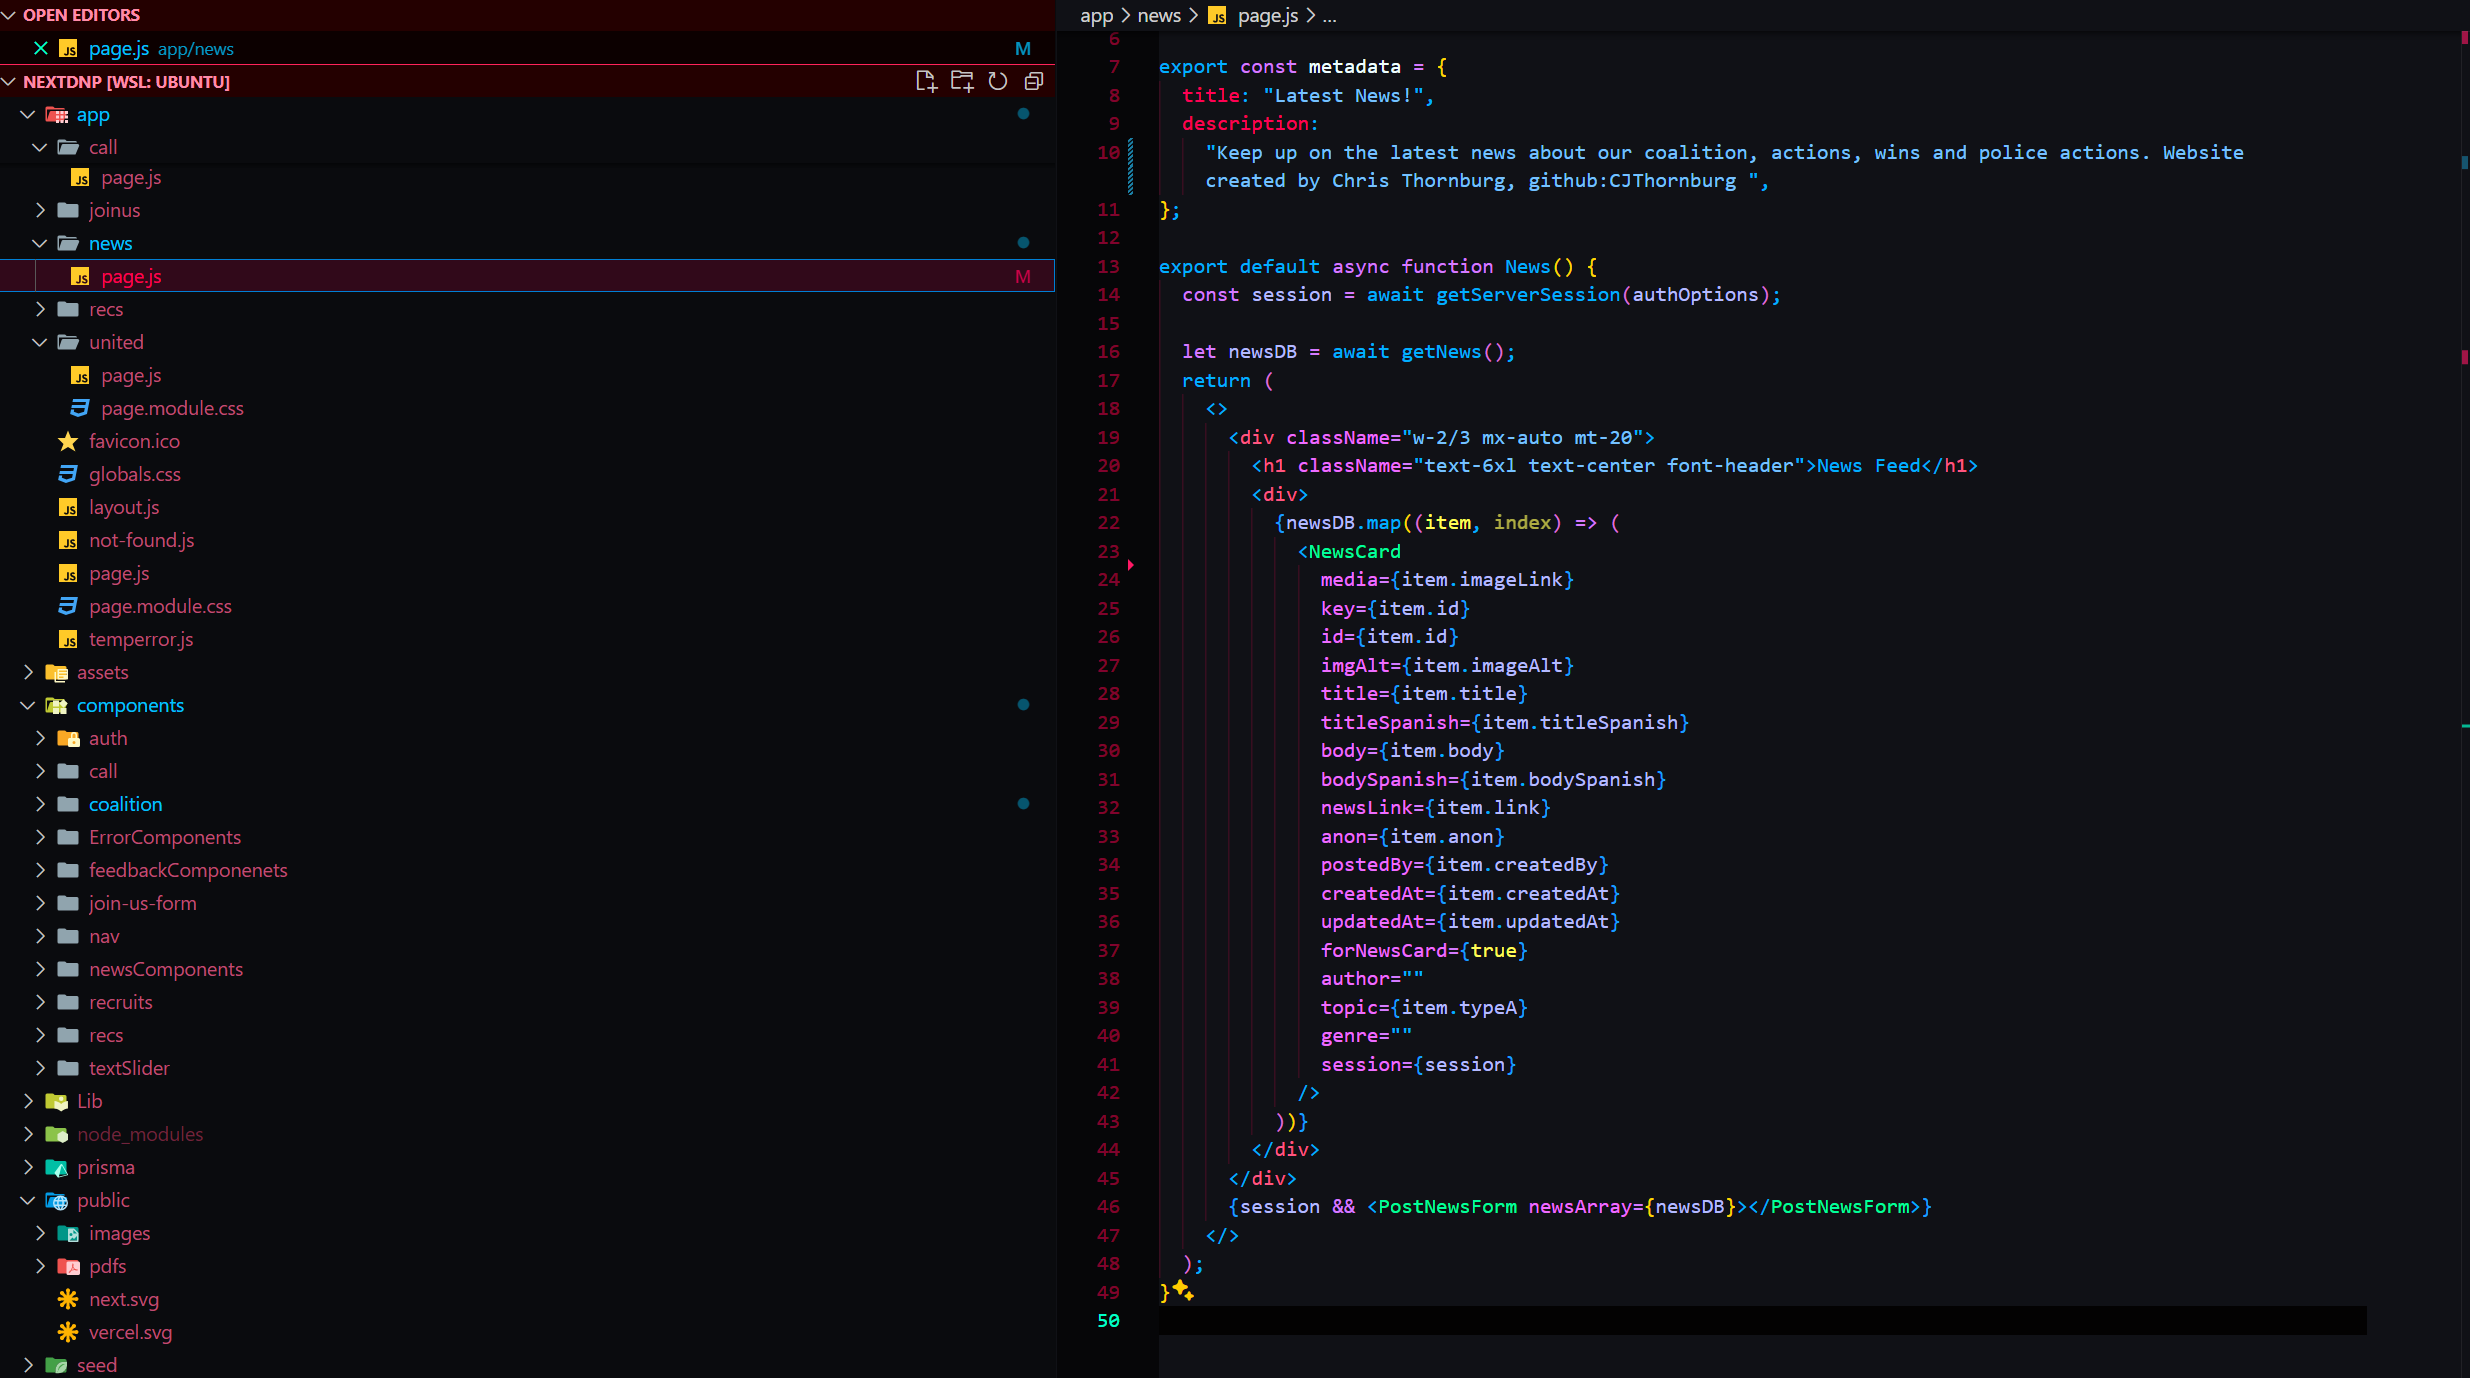 OPEN EDITORS
page.js app/news M
NEXTDNP [WSL: UBUNTU]
app
call
page.js
joinus
news
page.js M
recs
united
page.js
page.module.css
favicon.ico
globals.css
layout.js
not-found.js
page.js
page.module.css
temperror.js
assets
components
auth
call
coalition
ErrorComponents
feedbackComponenets
join-us-form
nav
newsComponents
recruits
recs
textSlider
Lib
node_modules
prisma
public
images
pdfs
next.svg
vercel.svg
seed
app > news > JS page.js > ...
6
7 export const metadata = {
8 title: "Latest News!",
9 description:
10 "Keep up on the latest news about our coalition, actions, wins and police actions. Website
created by Chris Thornburg, github:CJThornburg ",
11 };
12
13 export default async function News() {
14 const session = await getServerSession(authOptions);
15
16 let newsDB = await getNews();
17 return (
18 <>
19 <div className="w-2/3 mx-auto mt-20">
20 <h1 className="text-6xl text-center font-header">News Feed</h1>
21 <div>
22 {newsDB.map((item, index) => (
23 <NewsCard
24 media={item.imageLink}
25 key={item.id}
26 id={item.id}
27 imgAlt={item.imageAlt}
28 title={item.title}
29 titleSpanish={item.titleSpanish}
30 body={item.body}
31 bodySpanish={item.bodySpanish}
32 newsLink={item.link}
33 anon={item.anon}
34 postedBy={item.createdBy}
35 createdAt={item.createdAt}
36 updatedAt={item.updatedAt}
37 forNewsCard={true}
38 author=""
39 topic={item.typeA}
40 genre=""
41 session={session}
42 />
43 ))}
44 </div>
45 </div>
46 {session && <PostNewsForm newsArray={newsDB}></PostNewsForm>}
47 </>
48 );
49 }
50